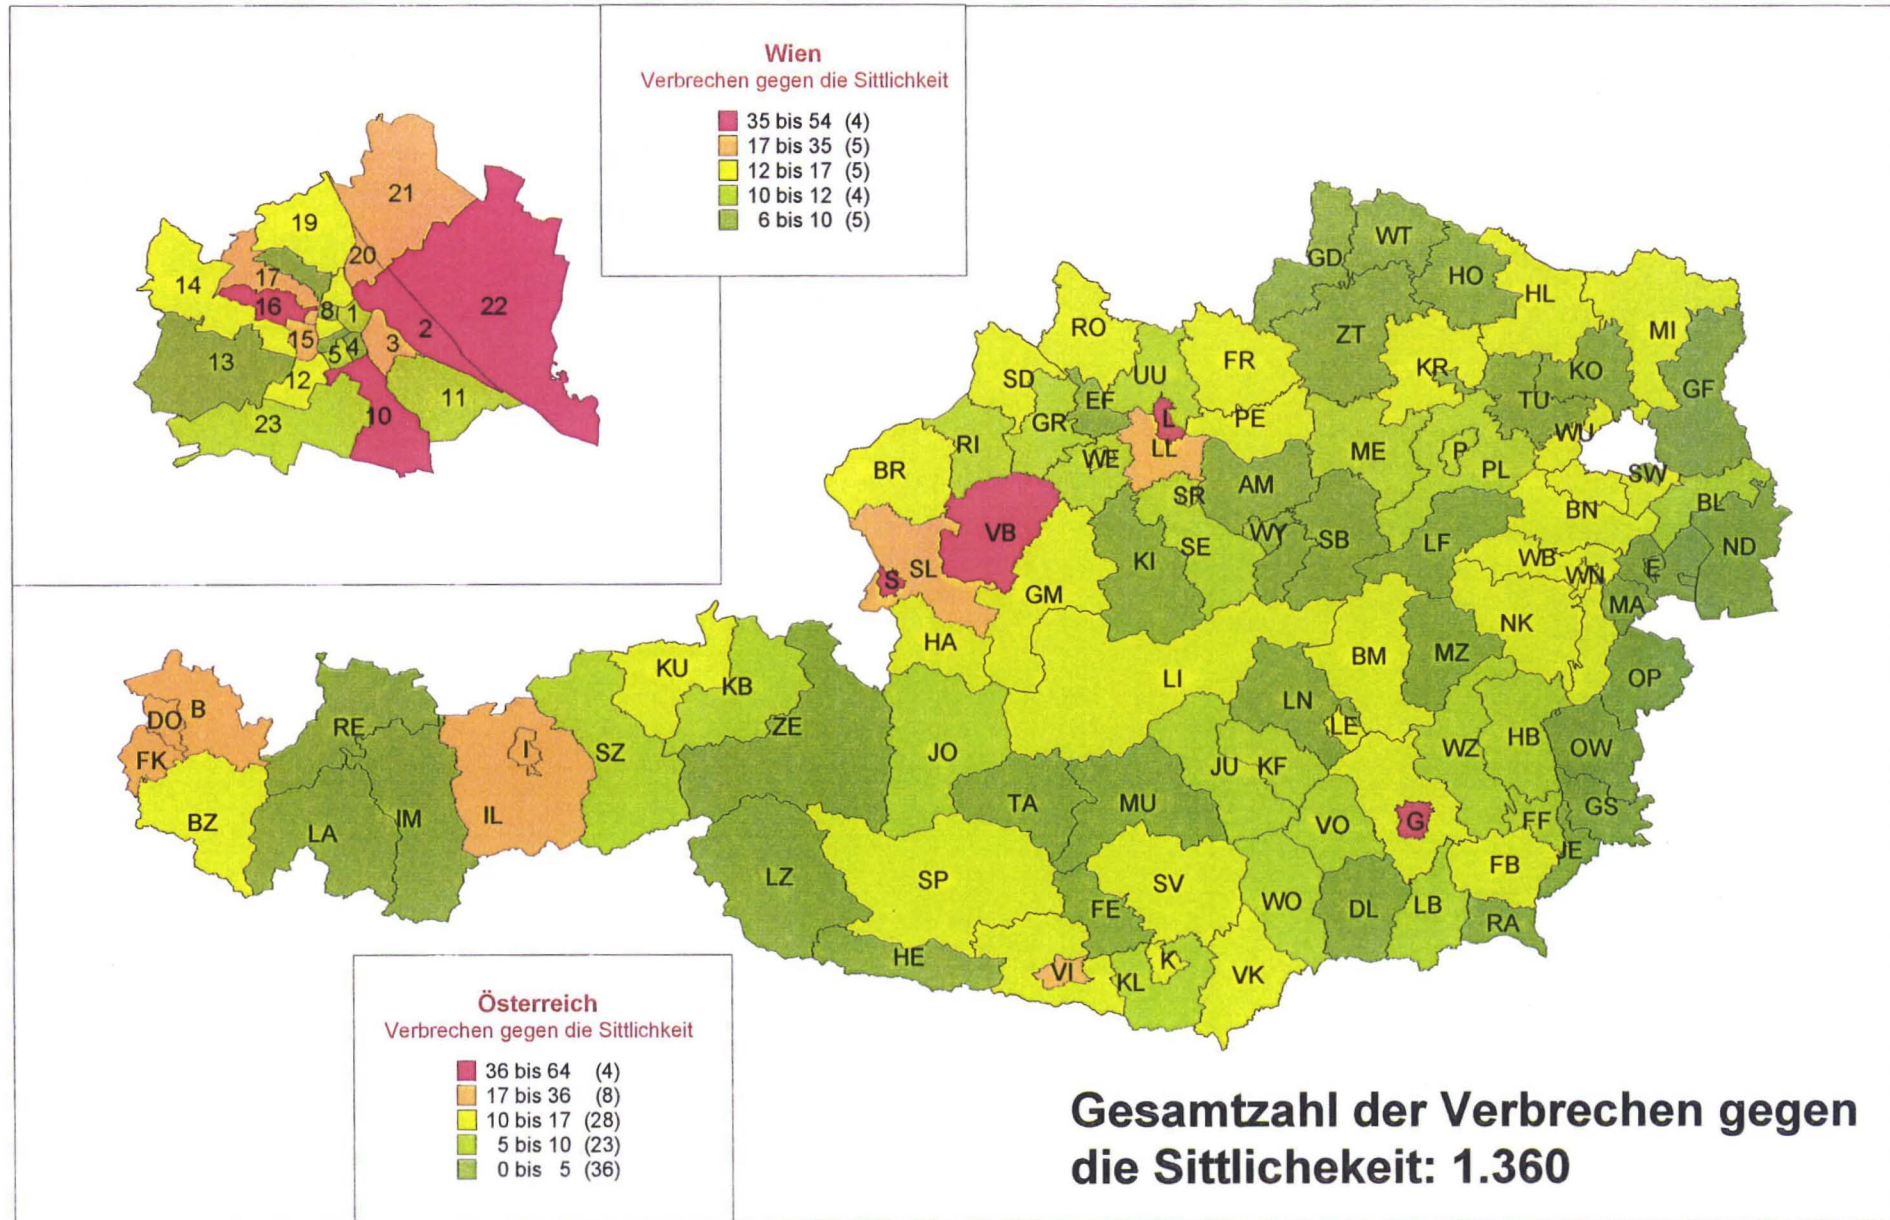 Wien
Verbrechen gegen die Sittlichkeit
35 bis 54 (4)
17 bis 35 (5)
12 bis 17 (5)
10 bis 12 (4)
6 bis 10 (5)
21
19
20
17
14
22
16
8
1
2
15
3
5
4
13
12
11
10
23
WT
GD
HO
HL
RO
ZT
MI
FR
KR
UU
SD
KO
GF
EF
TU
GR
L
PE
WU
RI
ME
P
WE
LL
PL
BR
SW
AM
SR
BL
BN
VB
WY
SB
LF
ND
SE
KI
WB
E
SL
WN
S
GM
MA
NK
HA
BM
MZ
KU
LI
OP
KB
LN
B
DO
RE
ZE
LE
HB
WZ
OW
I
SZ
JO
FK
JU
KF
TA
MU
GS
IL
IM
BZ
LA
VO
G
FF
JE
FB
LZ
SP
SV
WO
DL
LB
FE
RA
HE
K
VI
VK
KL
Österreich
Verbrechen gegen die Sittlichkeit
36 bis 64 (4)
17 bis 36 (8)
10 bis 17 (28)
5 bis 10 (23)
0 bis 5 (36)
Gesamtzahl der Verbrechen gegen
die Sittlichekeit: 1.360